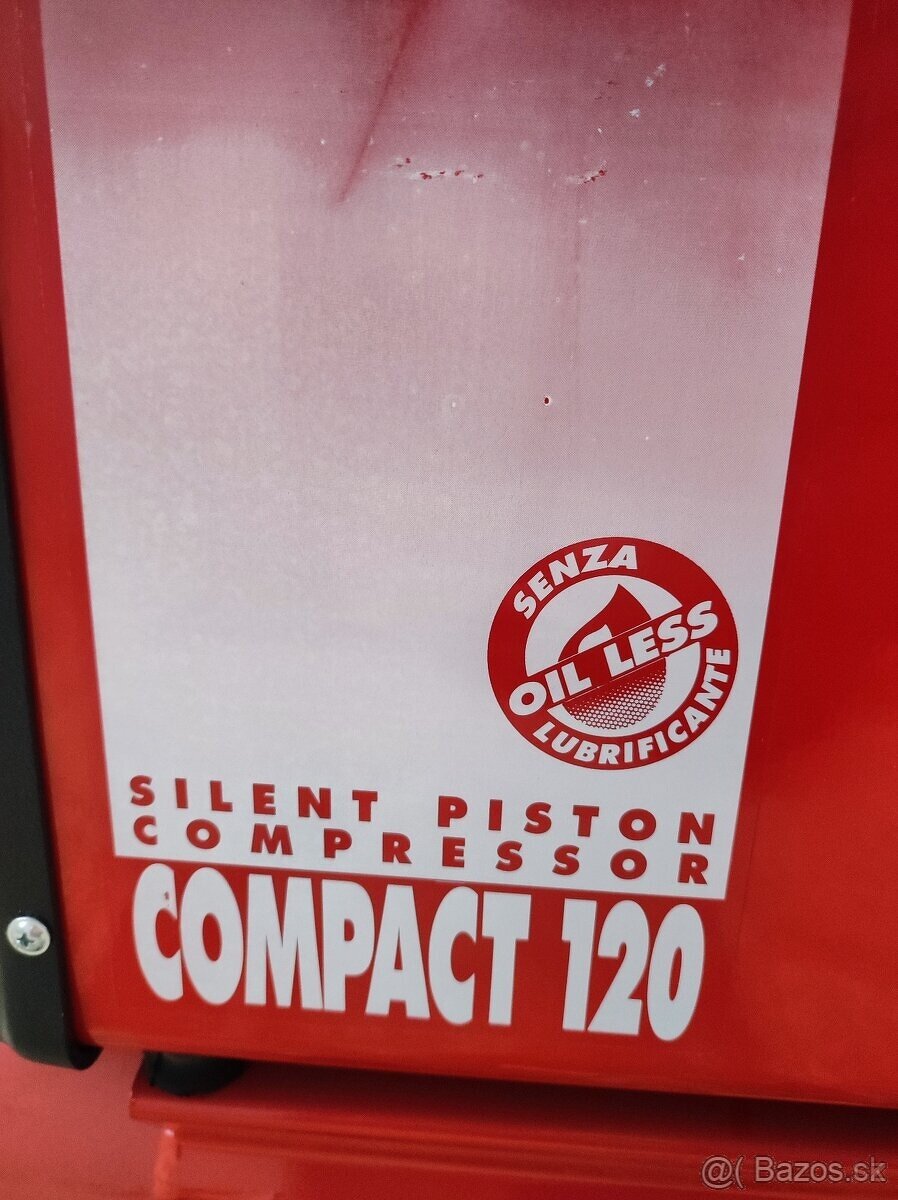 SENZA
OIL LESS
LUBRIFICANTE
SILENT PISTON
COMPRESSOR
COMPACT 120
@( Bazos.sk